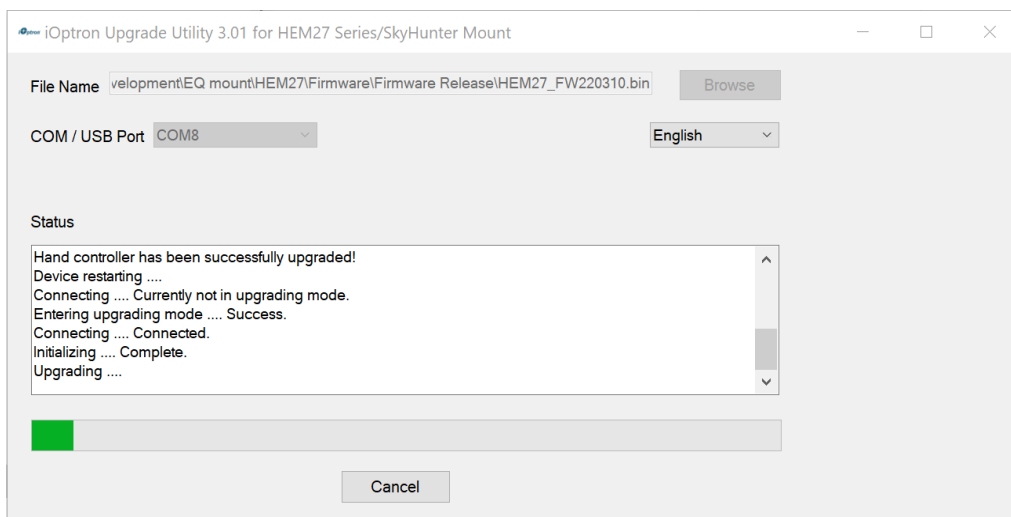 iOptron iOptron Upgrade Utility 3.01 for HEM27 Series/SkyHunter Mount
File Name velopment\EQ mount\HEM27\Firmware\Firmware Release\HEM27_FW220310.bin Browse
COM / USB Port COM8 English
Status
Hand controller has been successfully upgraded!
Device restarting ....
Connecting .... Currently not in upgrading mode.
Entering upgrading mode .... Success.
Connecting .... Connected.
Initializing .... Complete.
Upgrading ....
Cancel